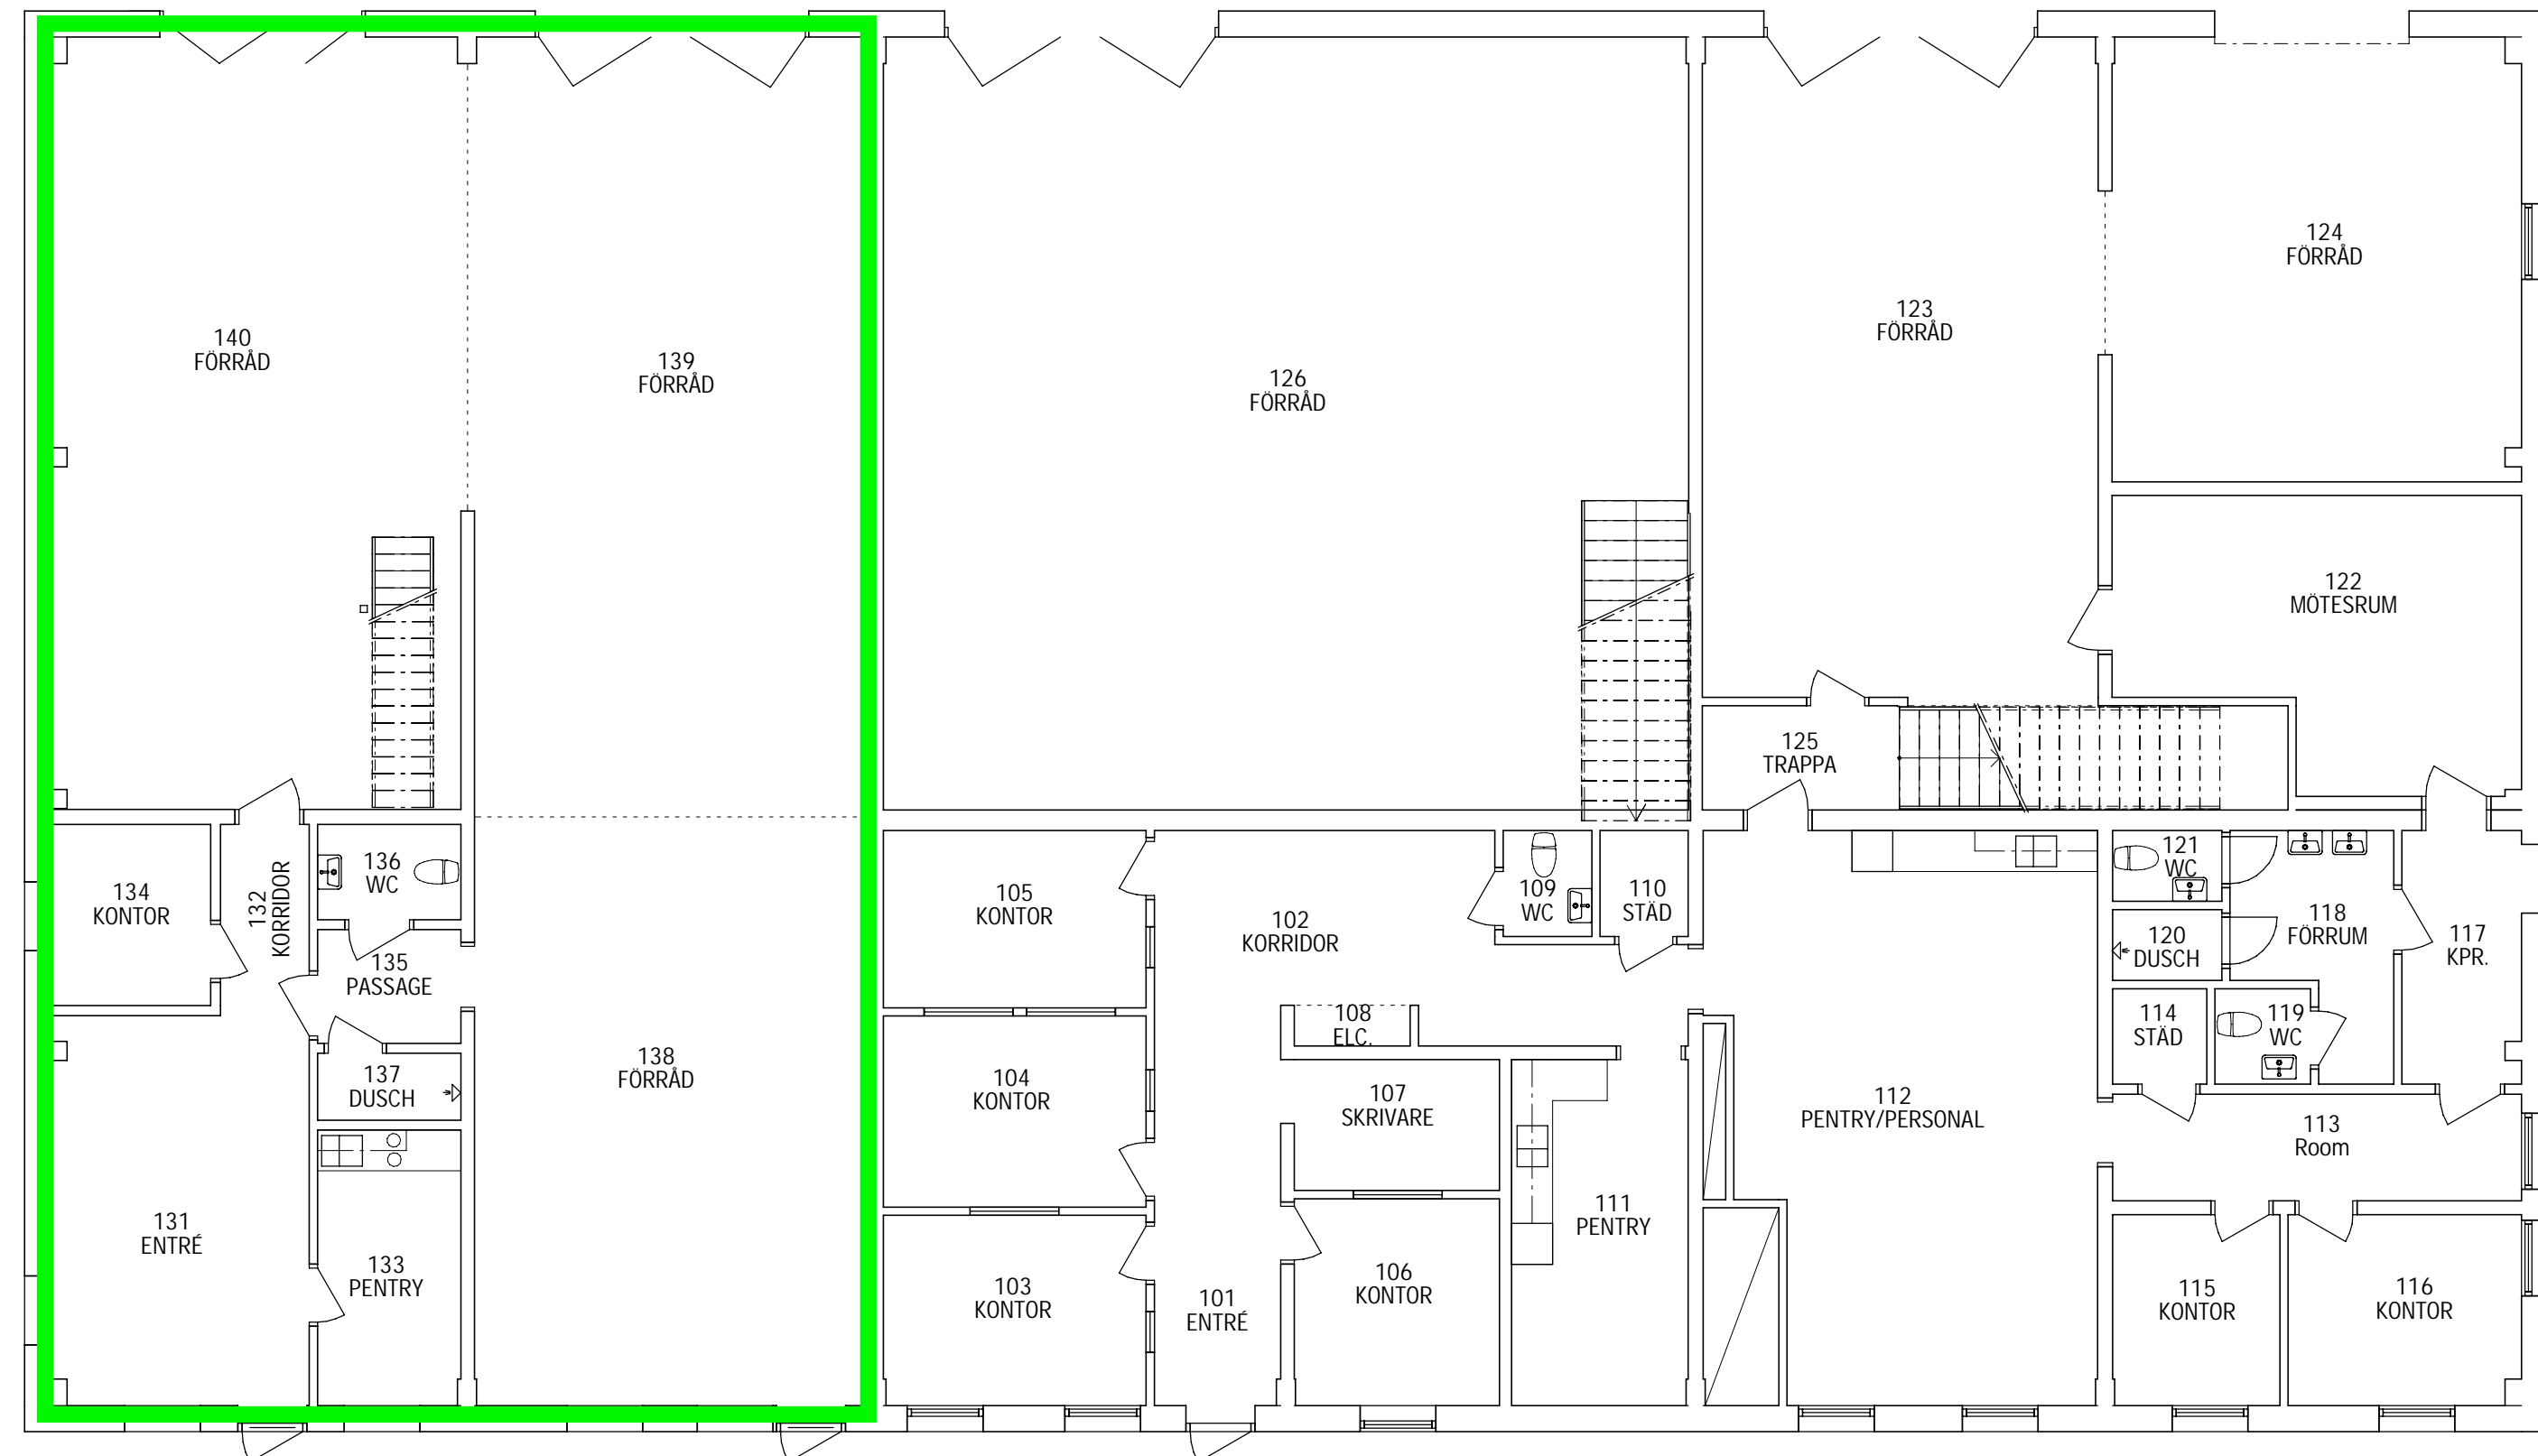 140
FÖRRÅD
139
FÖRRÅD
126
FÖRRÅD
123
FÖRRÅD
124
FÖRRÅD
122
MÖTESRUM
125
TRAPPA
134
KONTOR
132
KORRIDOR
136
WC
135
PASSAGE
137
DUSCH
138
FÖRRÅD
131
ENTRÉ
133
PENTRY
105
KONTOR
104
KONTOR
103
KONTOR
102
KORRIDOR
101
ENTRÉ
109
WC
110
STÄD
108
ELC.
107
SKRIVARE
106
KONTOR
111
PENTRY
112
PENTRY/PERSONAL
121
WC
120
DUSCH
118
FÖRRUM
117
KPR.
114
STÄD
119
WC
113
Room
115
KONTOR
116
KONTOR